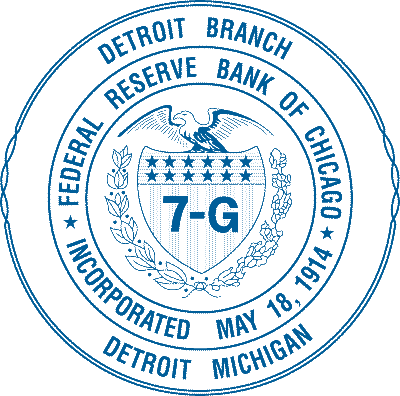 DETROIT BRANCH
FEDERAL RESERVE BANK OF CHICAGO
7-G
INCORPORATED MAY 18, 1914
DETROIT MICHIGAN